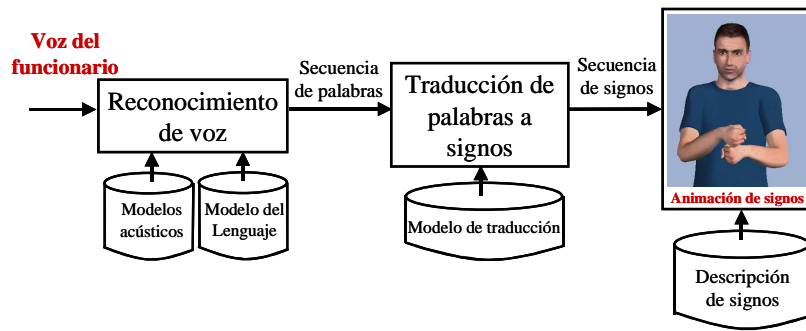 Voz del
funcionario
Reconocimiento
de voz
Modelos
acústicos
Modelo del
Lenguaje
Secuencia
de palabras
Traducción de
palabras a
signos
Modelo de traducción
Secuencia
de signos
Animación de signos
Descripción
de signos